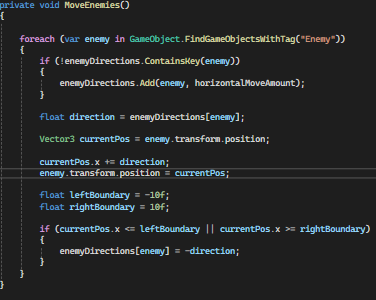 private void MoveEnemies()
{
foreach (var enemy in GameObject.FindGameObjectsWithTag("Enemy"))
{
if (!enemyDirections.ContainsKey(enemy))
{
enemyDirections.Add(enemy, horizontalMoveAmount);
}
float direction = enemyDirections[enemy];
Vector3 currentPos = enemy.transform.position;
currentPos.x += direction;
enemy.transform.position = currentPos;
float leftBoundary = -10f;
float rightBoundary = 10f;
if (currentPos.x <= leftBoundary || currentPos.x >= rightBoundary)
{
enemyDirections[enemy] = -direction;
}
}
}